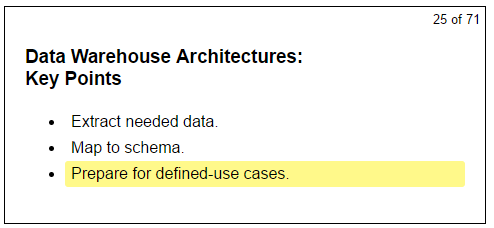 25 of 71
Data Warehouse Architectures:
Key Points
• Extract needed data.
• Map to schema.
• Prepare for defined-use cases.